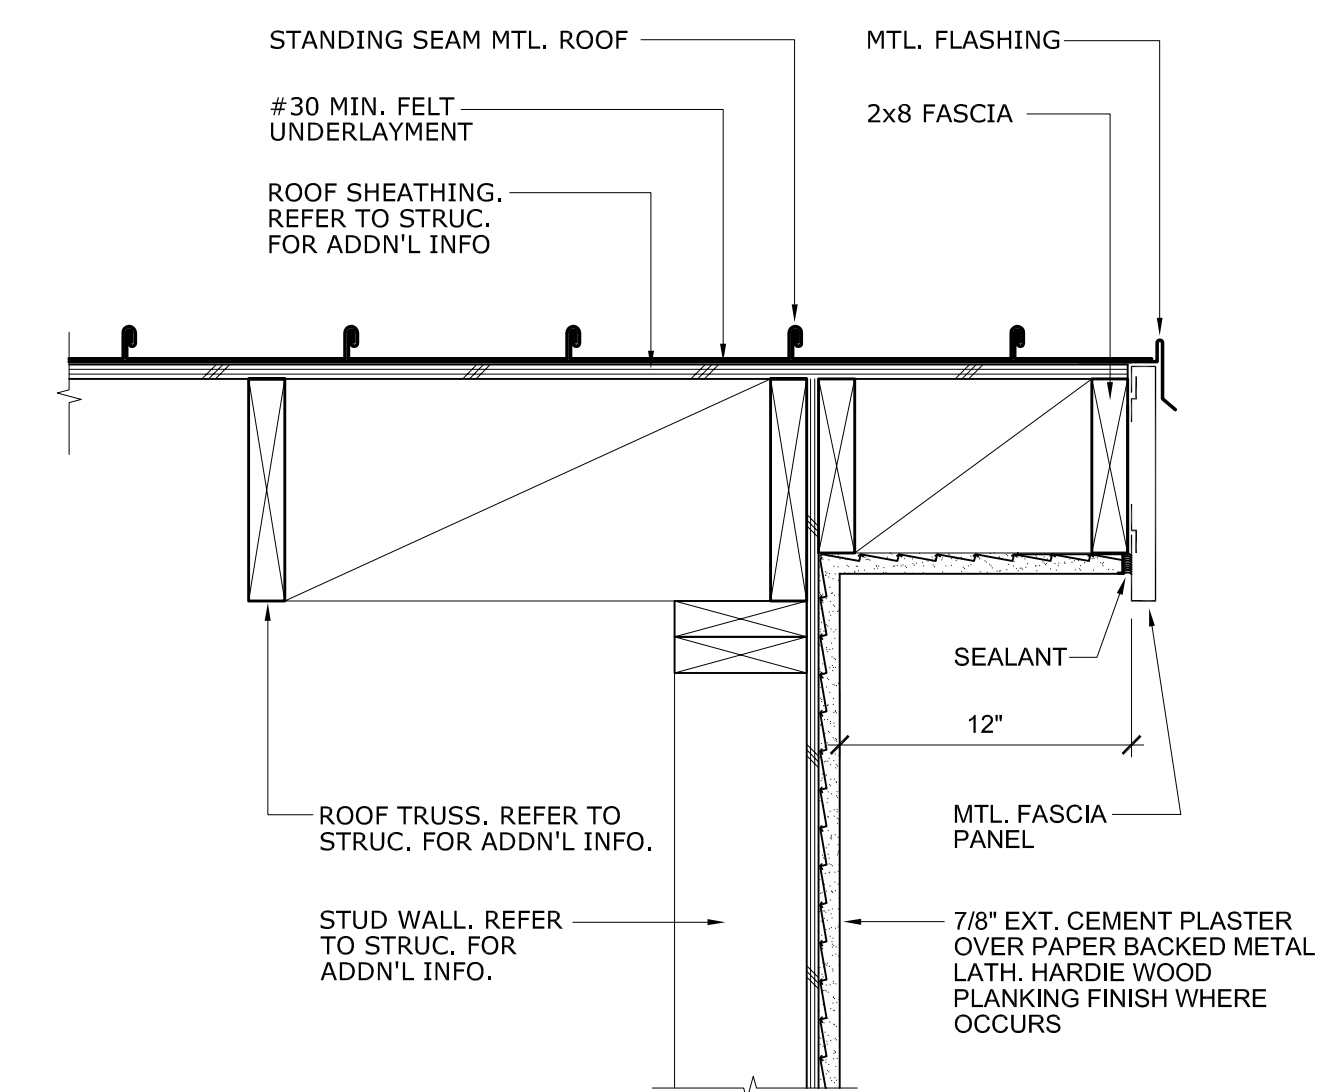 STANDING SEAM MTL. ROOF
MTL. FLASHING
#30 MIN. FELT
UNDERLAYMENT
2x8 FASCIA
ROOF SHEATHING.
REFER TO STRUC.
FOR ADDN'L INFO
SEALANT
12"
ROOF TRUSS. REFER TO
STRUC. FOR ADDN'L INFO.
MTL. FASCIA
PANEL
STUD WALL. REFER
TO STRUC. FOR
ADDN'L INFO.
7/8" EXT. CEMENT PLASTER
OVER PAPER BACKED METAL
LATH. HARDIE WOOD
PLANKING FINISH WHERE
OCCURS